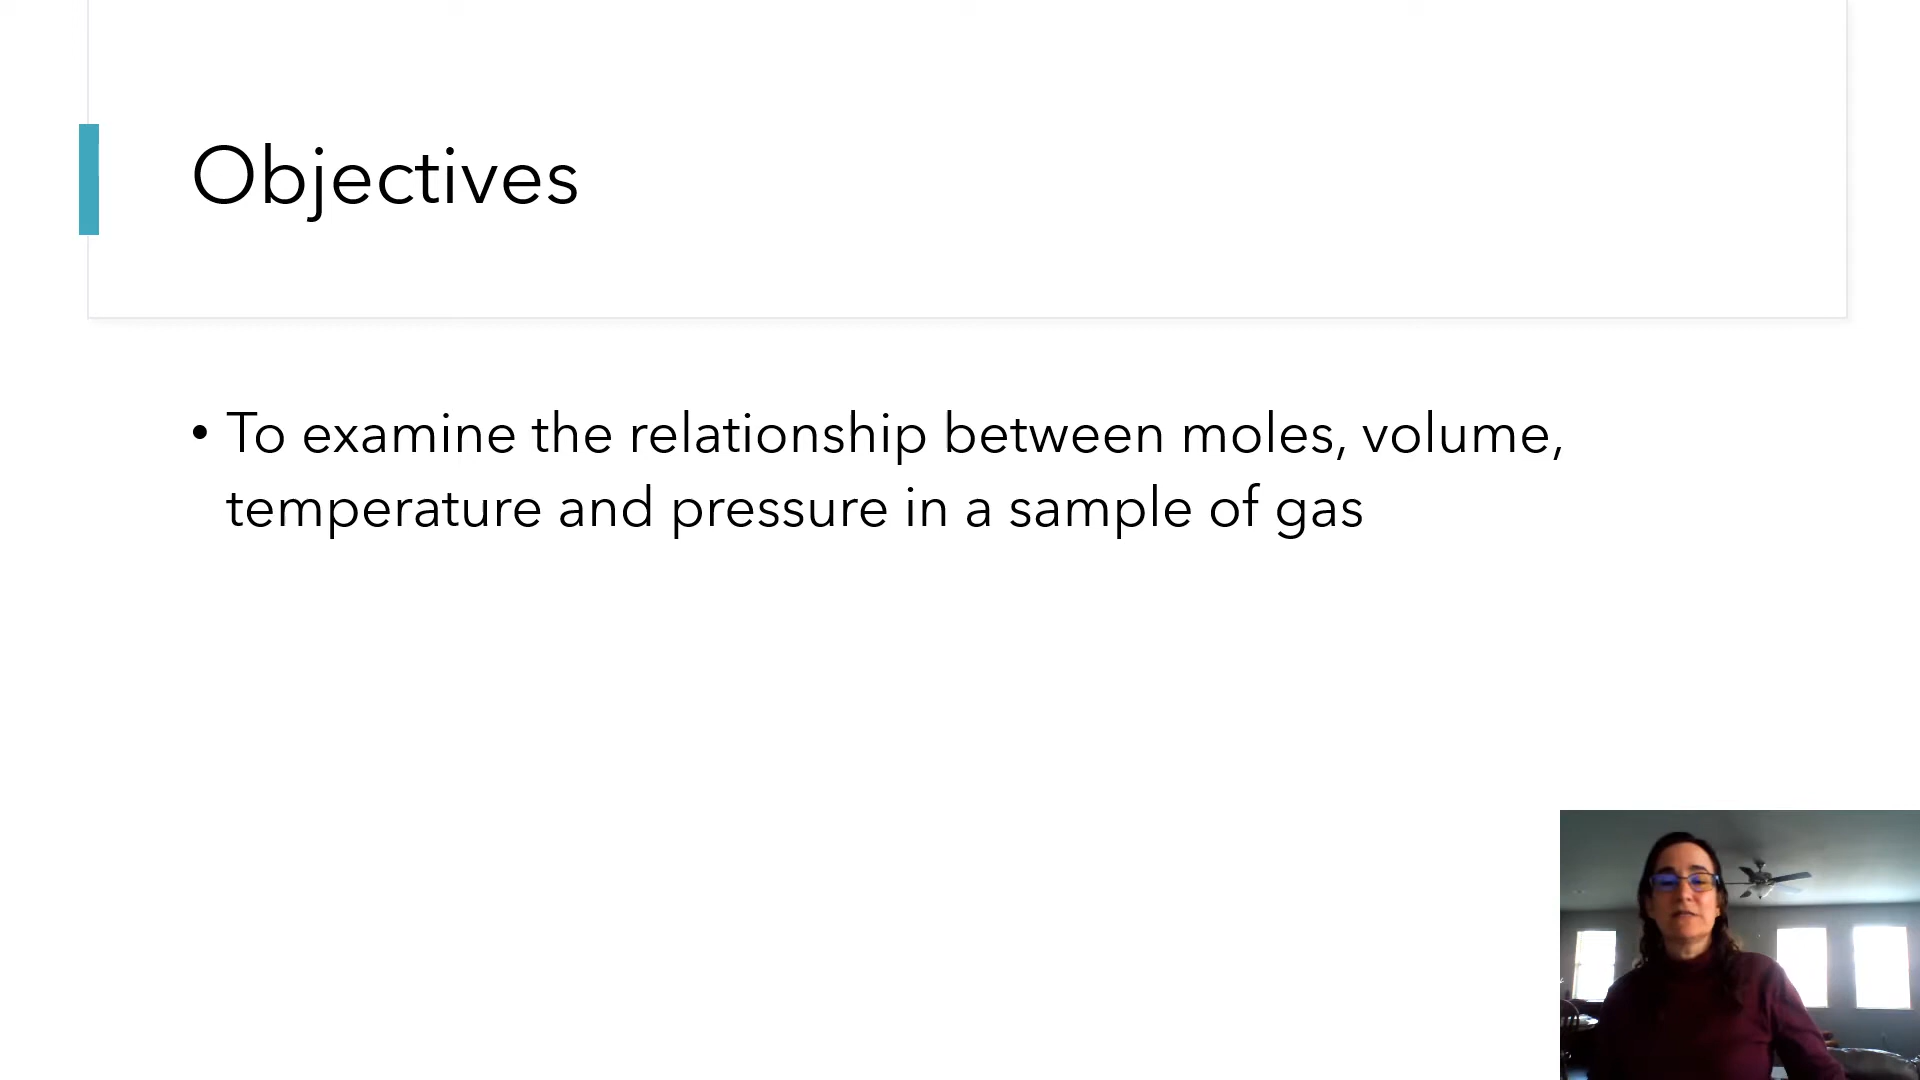 Objectives
• To examine the relationship between moles, volume,
temperature and pressure in a sample of gas